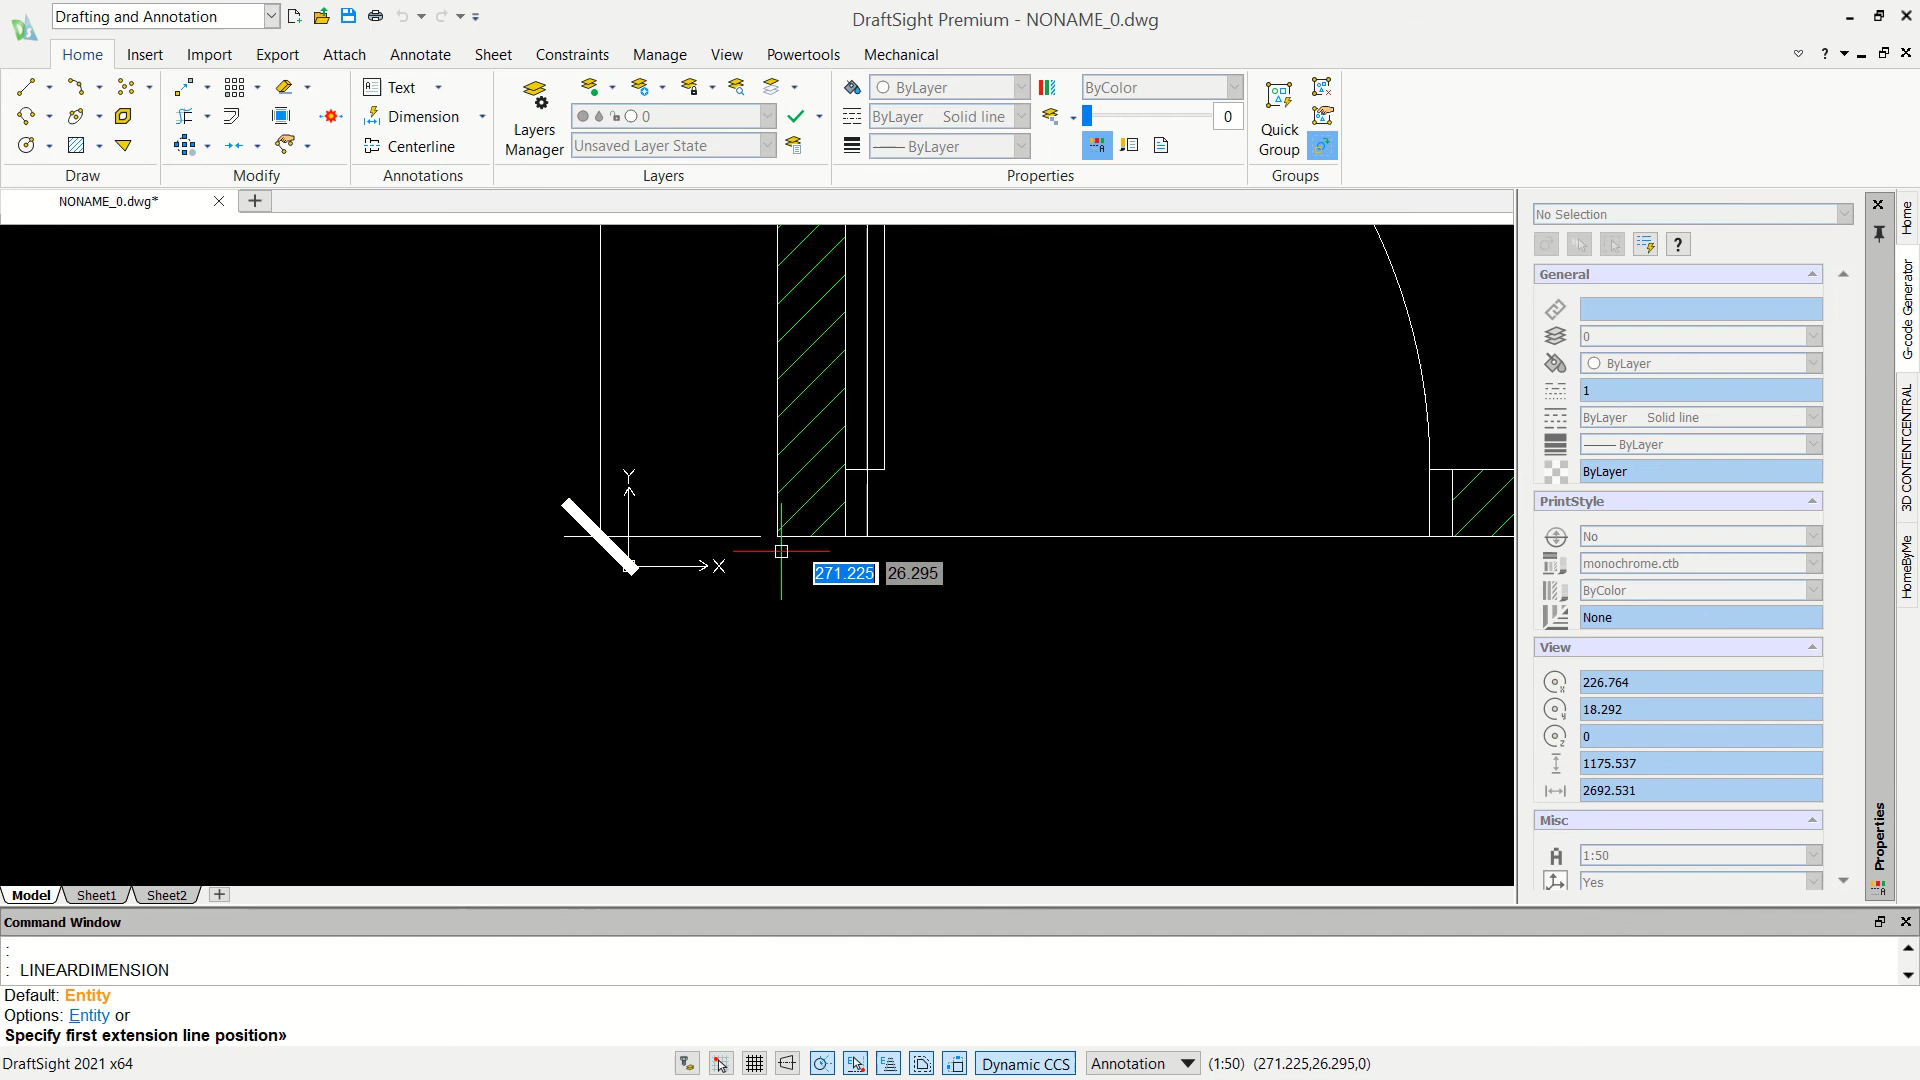 Drafting and Annotation
DraftSight Premium - NONAME_0.dwg
Home Insert Import Export Attach Annotate Sheet Constraints Manage View Powertools Mechanical
?
Text
Dimension
Centerline
Layers
Manager
0
Unsaved Layer State
ByLayer
ByLayer Solid line
ByLayer
ByColor
0
Quick
Group
Draw Modify Annotations Layers Properties Groups
NONAME_0.dwg*
Y
X
271.225 26.295
No Selection
?
General
0
ByLayer
1
ByLayer Solid line
ByLayer
ByLayer
PrintStyle
No
monochrome.ctb
ByColor
None
View
226.764
18.292
0
1175.537
2692.531
Misc
1:50
Yes
Properties
Home
G-code Generator
3D CONTENTCENTRAL
HomeByMe
Model Sheet1 Sheet2
Command Window
:
: LINEARDIMENSION
Default: Entity
Options: Entity or
Specify first extension line position»
DraftSight 2021 x64
Dynamic CCS
Annotation
(1:50)
(271.225,26.295,0)